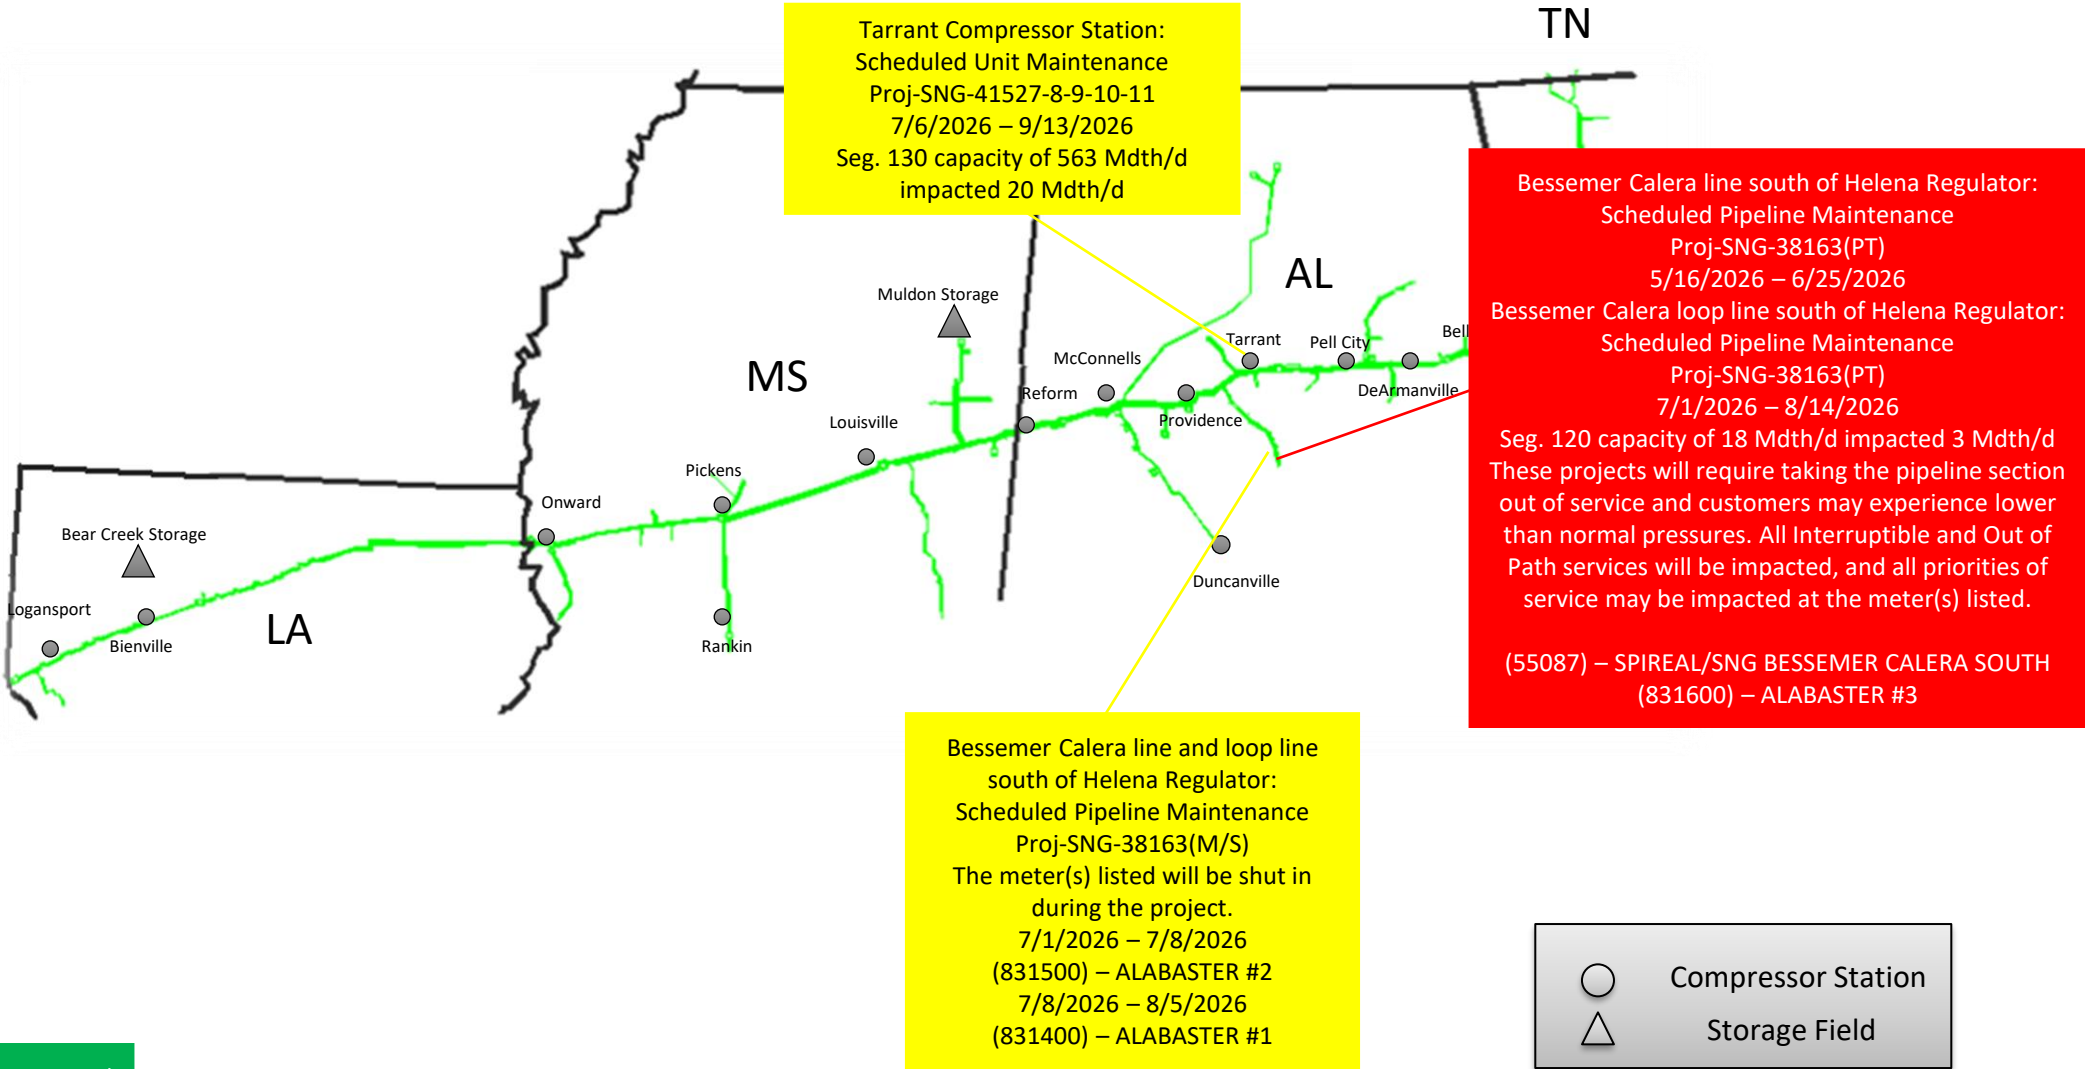 TN
Tarrant Compressor Station:
Scheduled Unit Maintenance
Proj-SNG-41527-8-9-10-11
7/6/2026 – 9/13/2026
Seg. 130 capacity of 563 Mdth/d
impacted 20 Mdth/d
Bessemer Calera line south of Helena Regulator:
Scheduled Pipeline Maintenance
Proj-SNG-38163(PT)
5/16/2026 – 6/25/2026
Bessemer Calera loop line south of Helena Regulator:
Scheduled Pipeline Maintenance
Proj-SNG-38163(PT)
7/1/2026 – 8/14/2026
Seg. 120 capacity of 18 Mdth/d impacted 3 Mdth/d
These projects will require taking the pipeline section
out of service and customers may experience lower
than normal pressures. All Interruptible and Out of
Path services will be impacted, and all priorities of
service may be impacted at the meter(s) listed.
(55087) – SPIREAL/SNG BESSEMER CALERA SOUTH
(831600) – ALABASTER #3
AL
Muldon Storage
Tarrant
Pell City
Bell
McConnells
MS
Reform
DeArmanville
Louisville
Providence
Pickens
Onward
Bear Creek Storage
Duncanville
Logansport
LA
Bienville
Rankin
Bessemer Calera line and loop line
south of Helena Regulator:
Scheduled Pipeline Maintenance
Proj-SNG-38163(M/S)
The meter(s) listed will be shut in
during the project.
7/1/2026 – 7/8/2026
(831500) – ALABASTER #2
7/8/2026 – 8/5/2026
(831400) – ALABASTER #1
Compressor Station
Storage Field